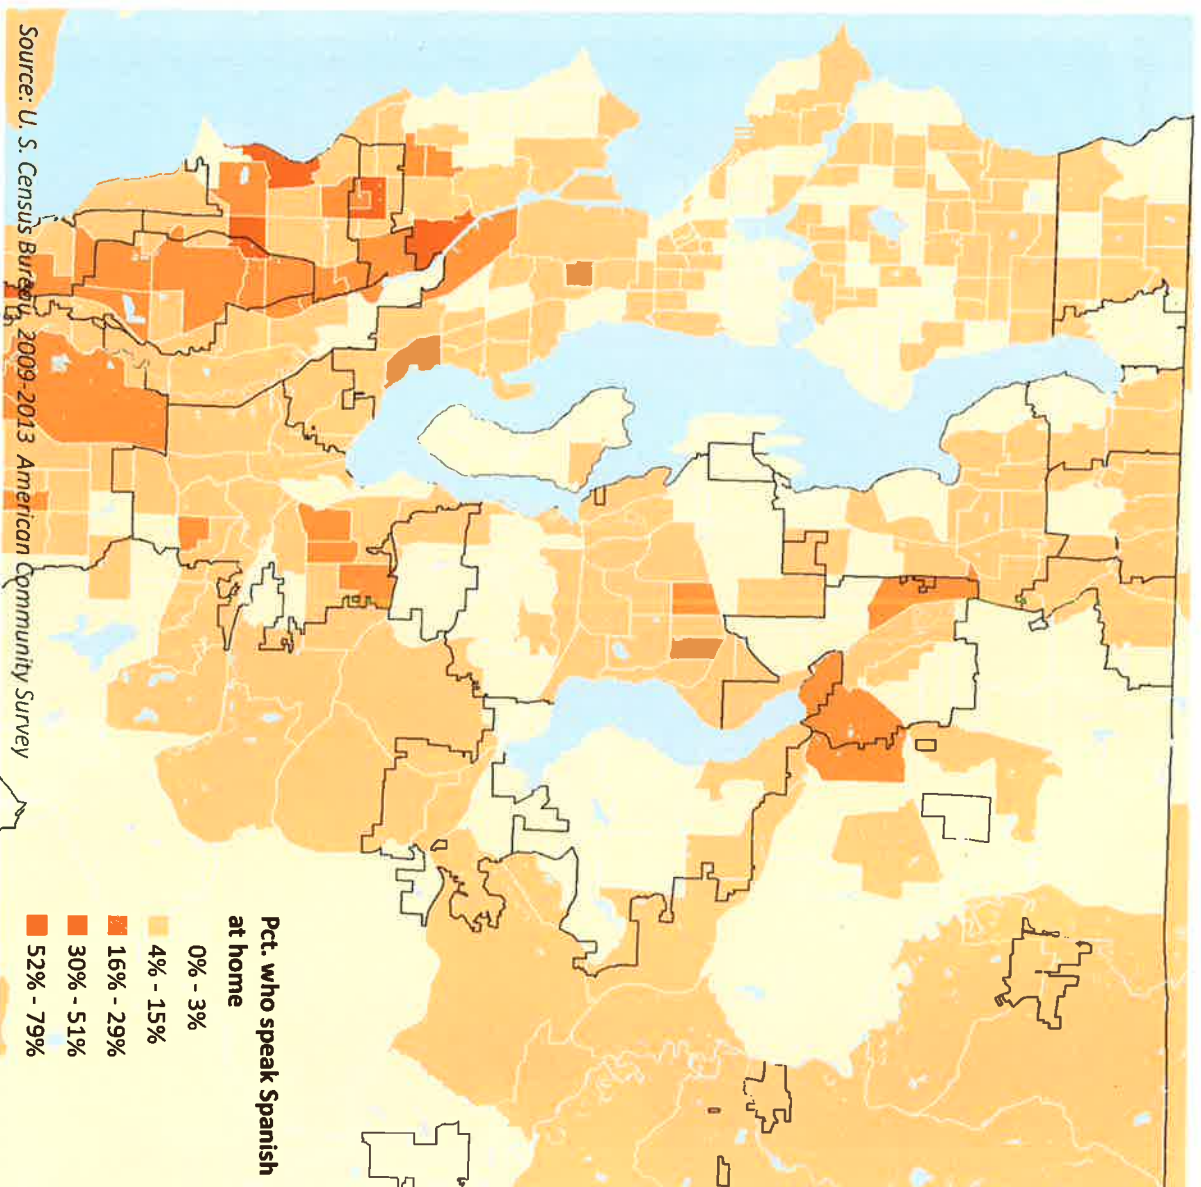 Pct. who speak Spanish
at home
0% - 3%
4% - 15%
16% - 29%
30% - 51%
52% - 79%
Source: U. S. Census Bureau, 2009-2013 American Community Survey